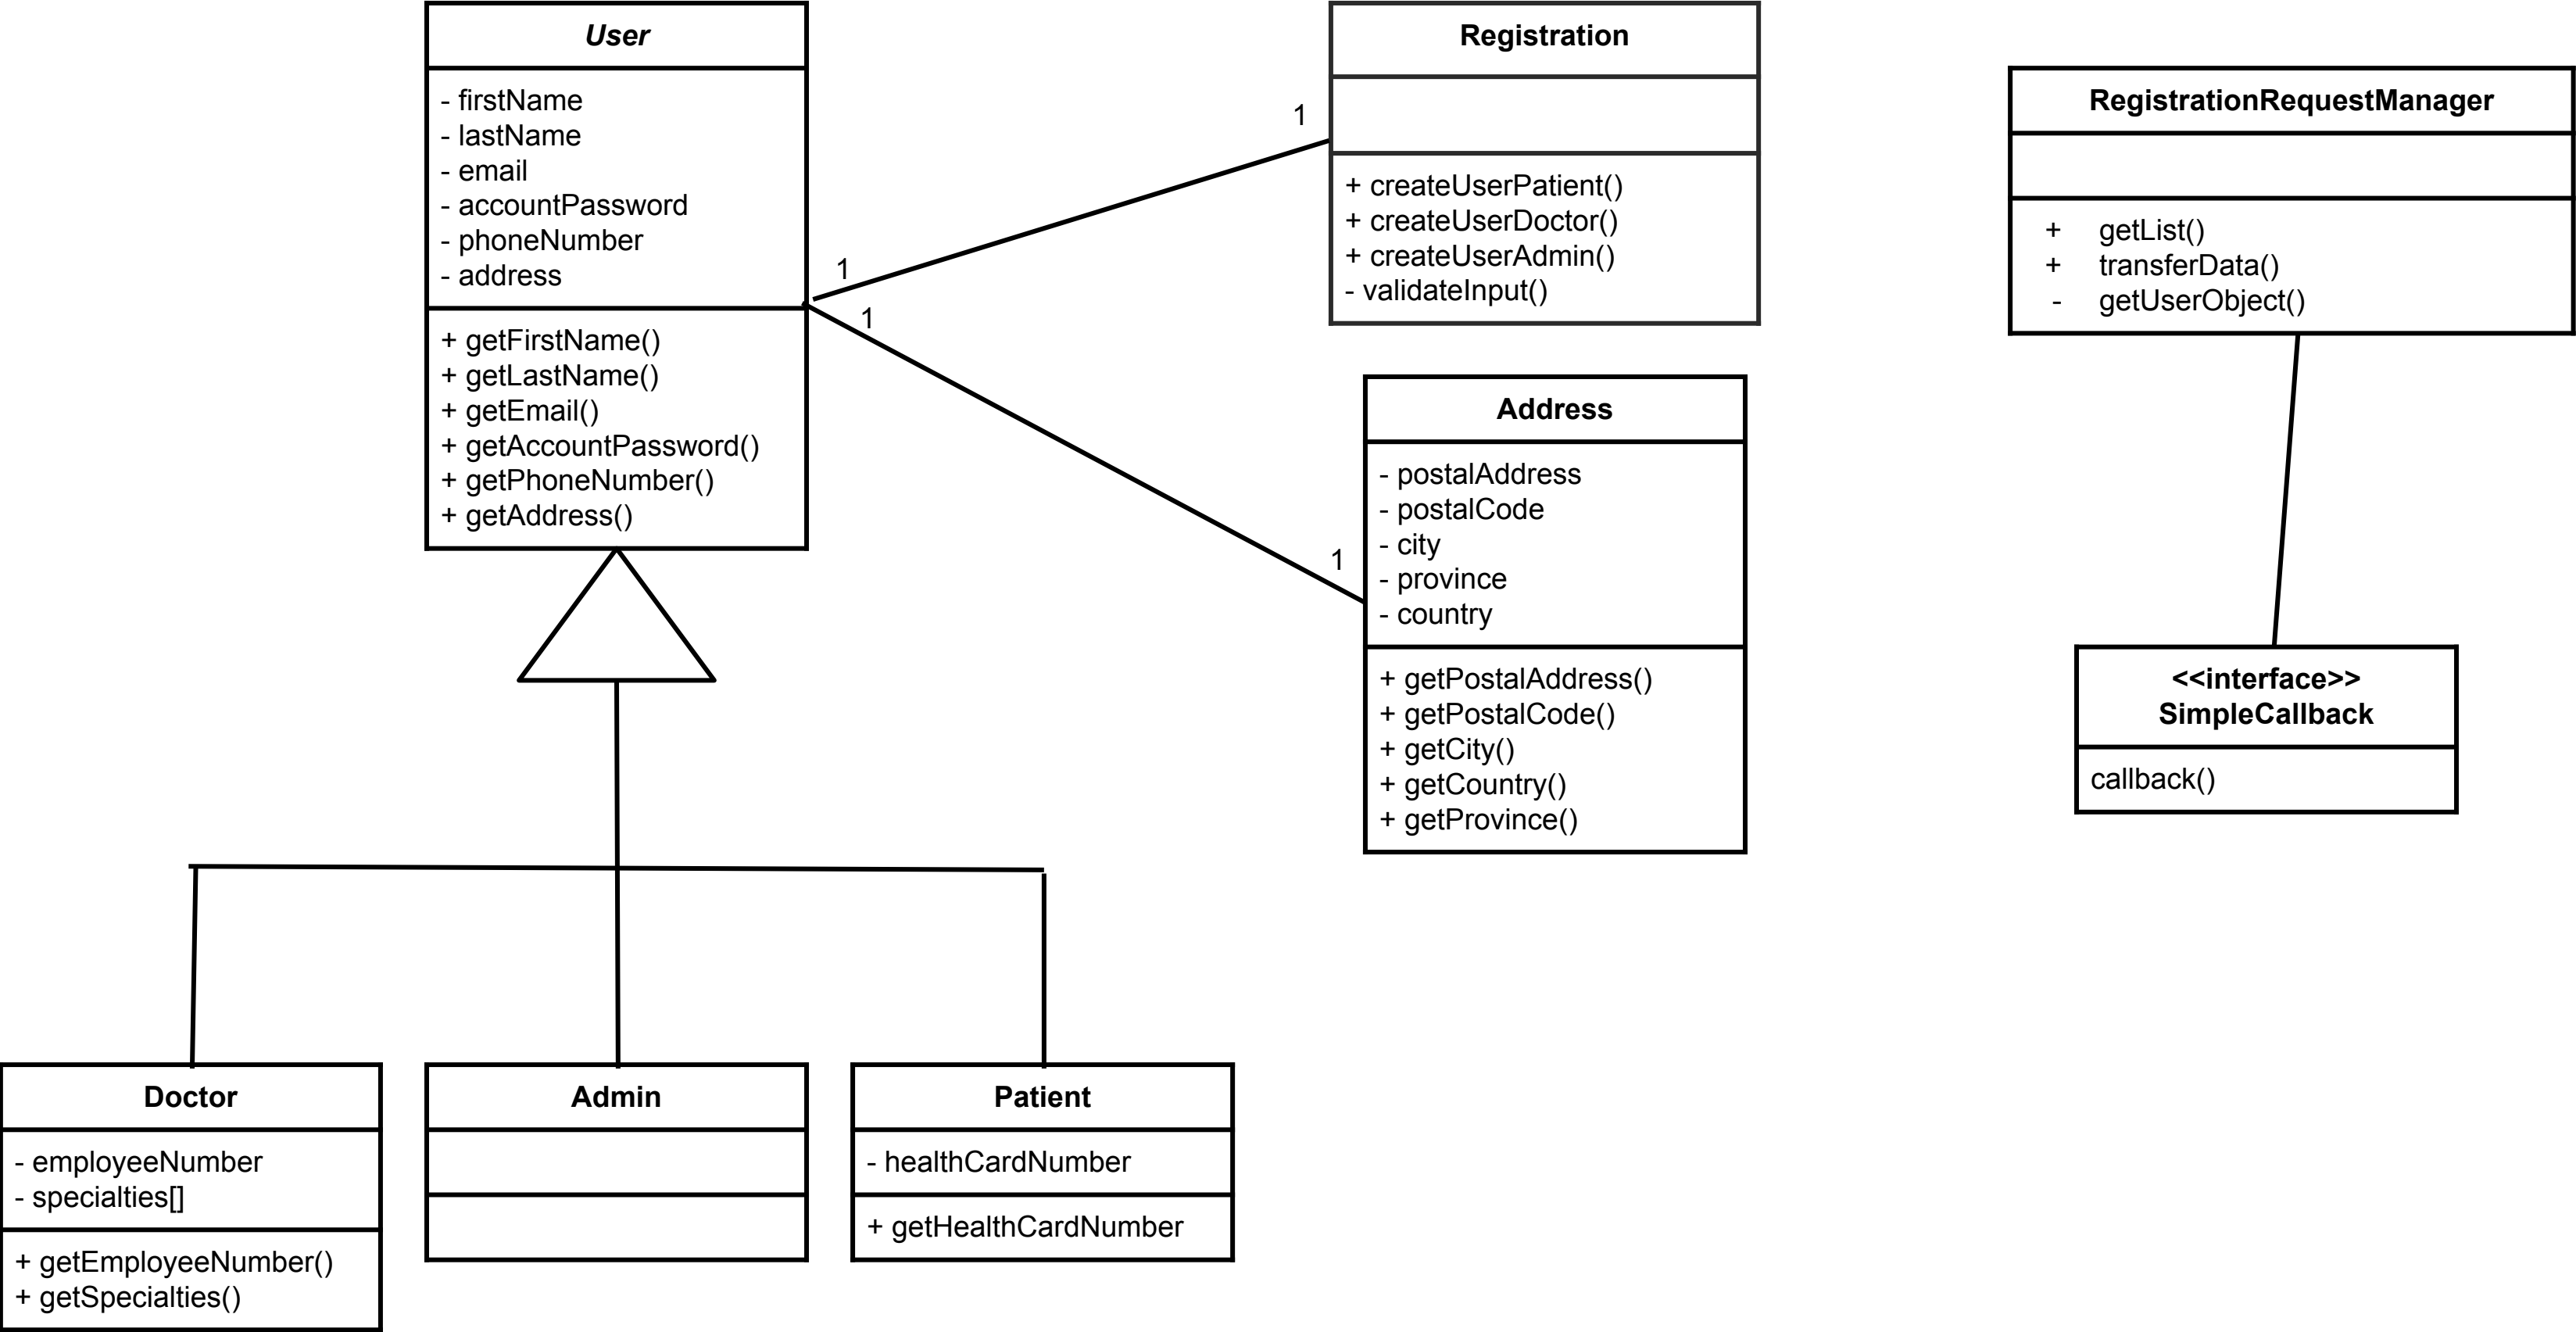 User
- firstName
- lastName
- email
- accountPassword
- phoneNumber
- address
+ getFirstName()
+ getLastName()
+ getEmail()
+ getAccountPassword()
+ getPhoneNumber()
+ getAddress()
1
1
1
1
Registration
+ createUserPatient()
+ createUserDoctor()
+ createUserAdmin()
- validateInput()
Address
- postalAddress
- postalCode
- city
- province
- country
+ getPostalAddress()
+ getPostalCode()
+ getCity()
+ getCountry()
+ getProvince()
RegistrationRequestManager
+ getList()
+ transferData()
- getUserObject()
<<interface>>
SimpleCallback
callback()
Doctor
- employeeNumber
- specialties[]
+ getEmployeeNumber()
+ getSpecialties()
Admin
Patient
- healthCardNumber
+ getHealthCardNumber